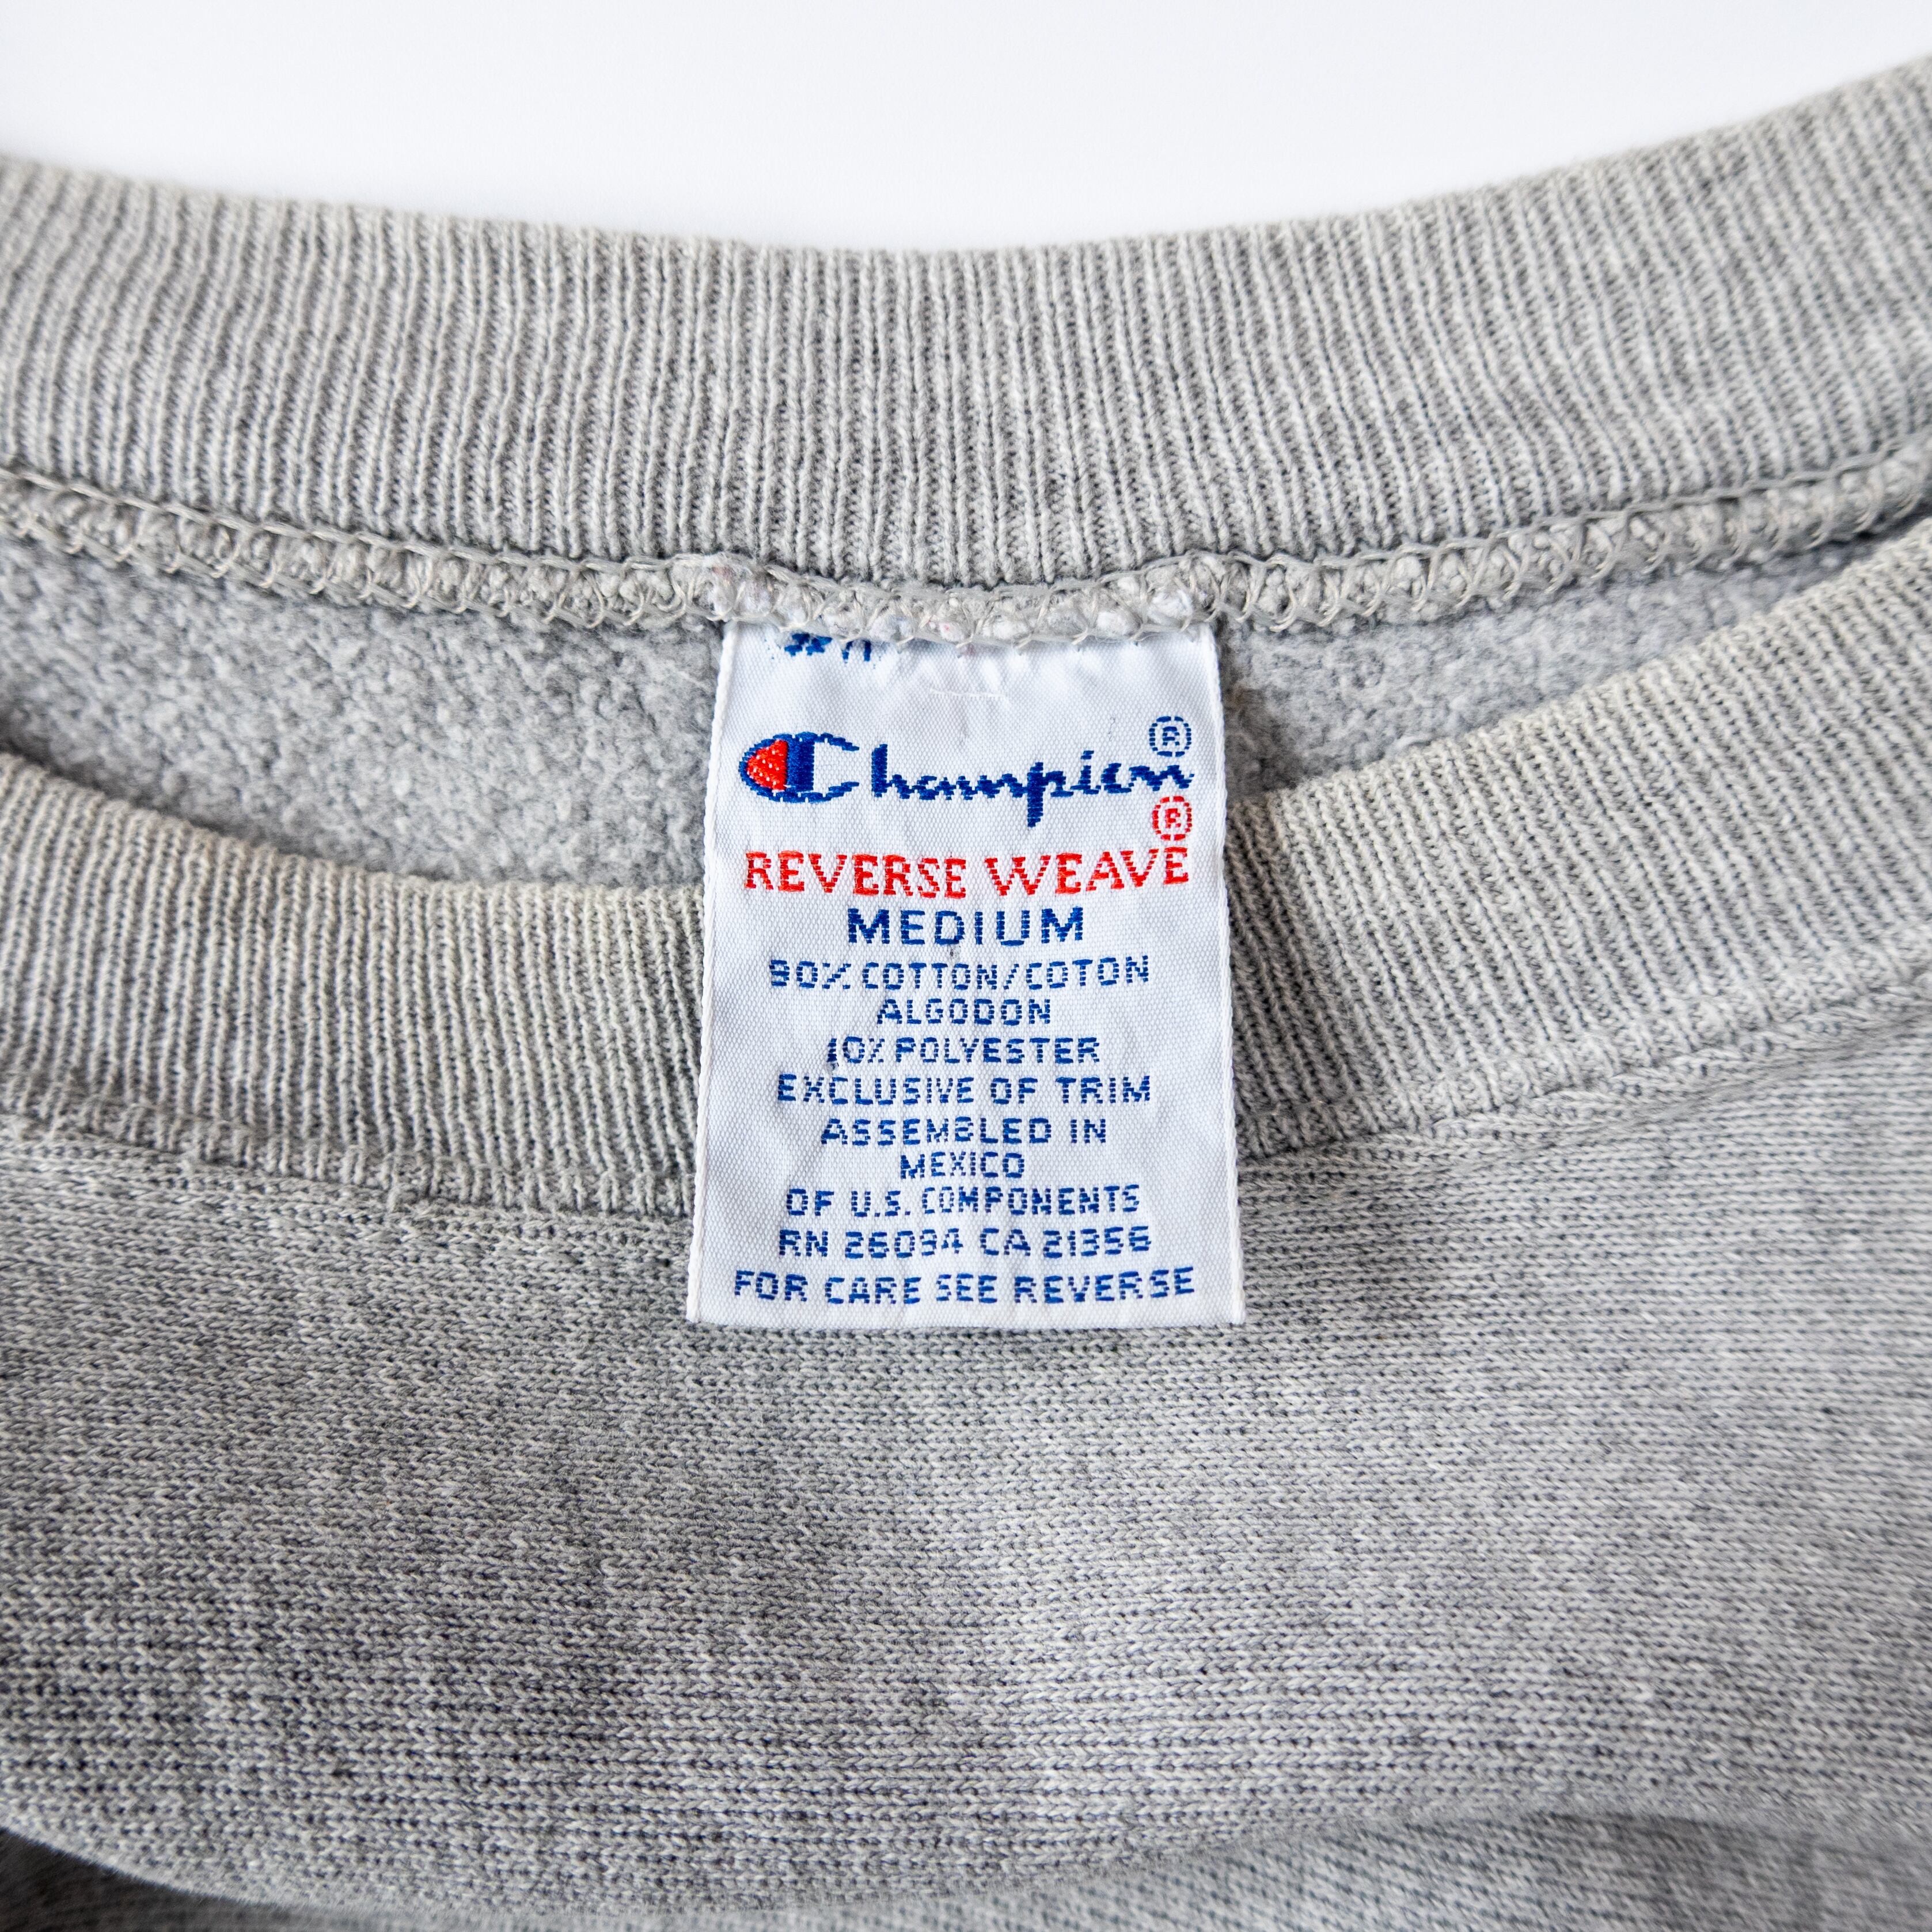 Champion®
®
REVERSE WEAVE
MEDIUM
90% COTTON/COTON
ALGODON
10% POLYESTER
EXCLUSIVE OF TRIM
ASSEMBLED IN
MEXICO
OF U.S. COMPONENTS
RN 26094 CA 21356
FOR CARE SEE REVERSE